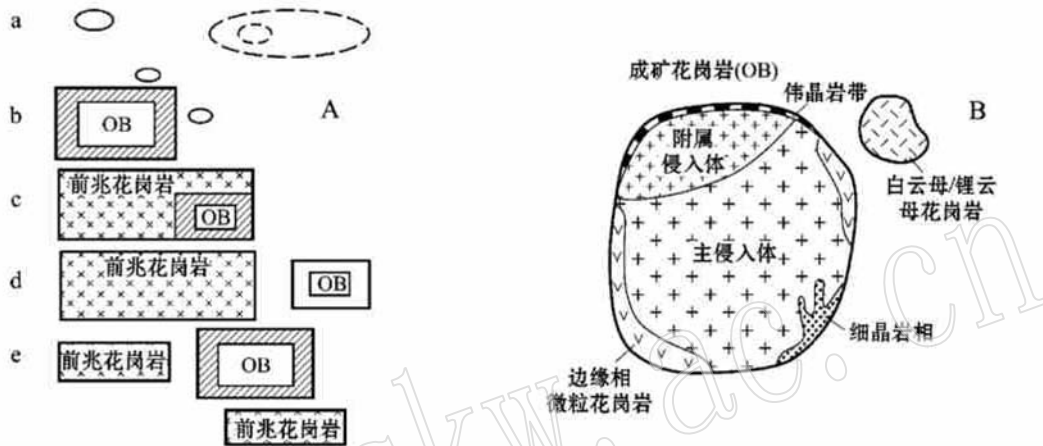 a
b
OB
A
c
前兆花岗岩
OB
d
前兆花岗岩
OB
e
前兆花岗岩
OB
前兆花岗岩
成矿花岗岩(OB)
伟晶岩带
B
附属
侵入体
白云母/锂云
母花岗岩
主侵入体
细晶岩相
边缘相
微粒花岗岩
skw.ac.cn